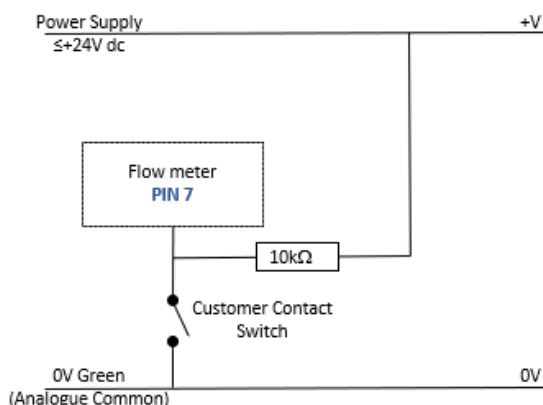 Power Supply
+V
≤+24V dc
Flow meter
PIN 7
10kΩ
Customer Contact
Switch
0V Green
0V
(Analogue Common)